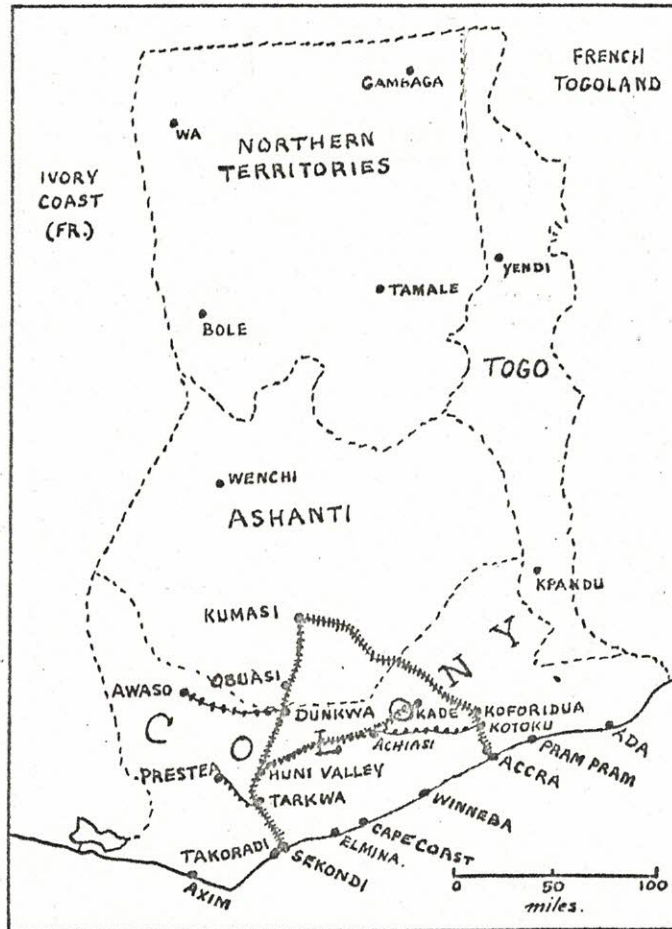 FRENCH
TOGOLAND
GAMBAGA
WA
NORTHERN
TERRITORIES
IVORY
COAST
(FR.)
YENDI
TAMALE
BOLE
TOGO
WENCHI
ASHANTI
KPANDU
KUMASI
COLONY
OBUASI
AWASO
DUNKWA
KADE
KOFORIDUA
KOTOKU
ACHIASI
ADA
PRAM PRAM
ACCRA
HUNI VALLEY
PRESTEA
TARKWA
WINNEBA
CAPE COAST
ELMINA.
TAKORADI
SEKONDI
AXIM
0 50 100
miles.